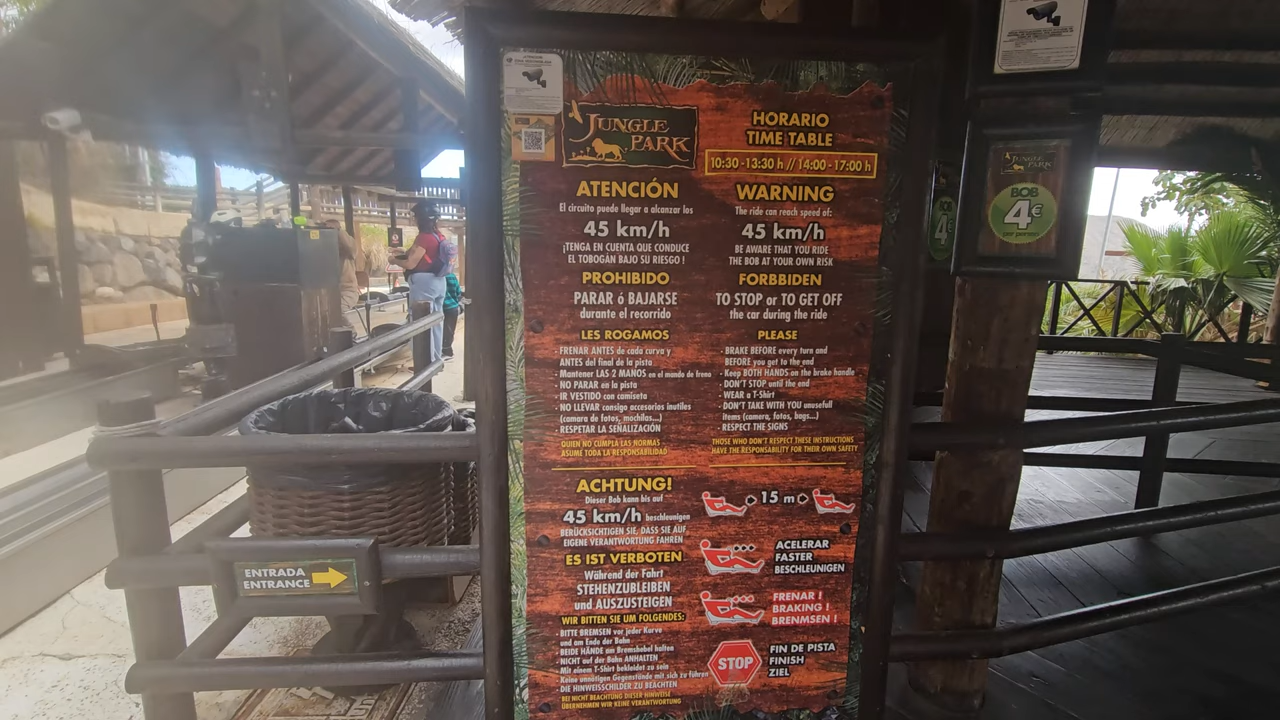 JUNGLE
PARK
HORARIO
TIME TABLE
10:30 -13:30 h // 14:00 - 17:00 h
ATENCIÓN
El circuito puede llegar a alcanzar los
45 km/h
¡TENGA EN CUENTA QUE CONDUCE
EL TOBOGÁN BAJO SU RIESGO !
PROHIBIDO
PARAR ó BAJARSE
durante el recorrido
LES ROGAMOS
· FRENAR ANTES de cada curva y
ANTES del final de la pista
- Mantener LAS 2 MANOS en el mando de freno
· NO PARAR en la pista
· IR VESTIDO con camiseta
· NO LLEVAR consigo accesorios inutiles
(camara de fotos, mochilas...)
· RESPETAR LA SEÑALIZACIÓN
QUIEN NO CUMPLA LAS NORMAS
ASUME TODA LA RESPONSABILIDAD
WARNING
The ride can reach speed of:
45 km/h
BE AWARE THAT YOU RIDE
THE BOB AT YOUR OWN RISK
FORBBIDEN
TO STOP or TO GET OFF
the car during the ride
PLEASE
· BRAKE BEFORE every turn and
BEFORE you get to the end
· Keep BOTH HANDS on the brake handle
· DON'T STOP until the end
· WEAR a T-Shirt
· DON'T TAKE WITH YOU unusefull
items (camera, fotos, bags...)
· RESPECT THE SIGNS
THOSE WHO DON'T RESPECT THESE INSTRUCTIONS
HAVE THE RESPONSABILITY FOR THEIR OWN SAFETY
ACHTUNG!
Dieser Bob kann bis auf
45 km/h beschleunigen
BERÜCKSICHTIGEN SIE, DASS SIE AUF
EIGENE VERANTWORTUNG FAHREN
ES IST VERBOTEN
Während der Fahrt
STEHENZUBLEIBEN
und AUSZUSTEIGEN
WIR BITTEN SIE UM FOLGENDES:
· BITTE BREMSEN vor jeder Kurve
und am Ende der Bahn
BEIDE HÄNDE am Bremshebel halten
· NICHT auf der Bahn ANHALTEN
· Mit einem T-Shirt bekleidet zu sein
Keine unnötigen Gegenstände mit sich zu führen
· DIE HINWEISSCHILDER ZU BEACHTEN
BEI NICHT BEACHTUNG DIESER HINWEISE
ÜBERNEHMEN WIR KEINE VERANTWORTUNG
15 m
ACELERAR
FASTER
BESCHLEUNIGEN
FRENAR !
BRAKING !
BRENMSEN !
STOP
FIN DE PISTA
FINISH
ZIEL
ENTRADA
ENTRANCE
JUNGLE
PARK
BOB
4€
por persona
BOB
4€